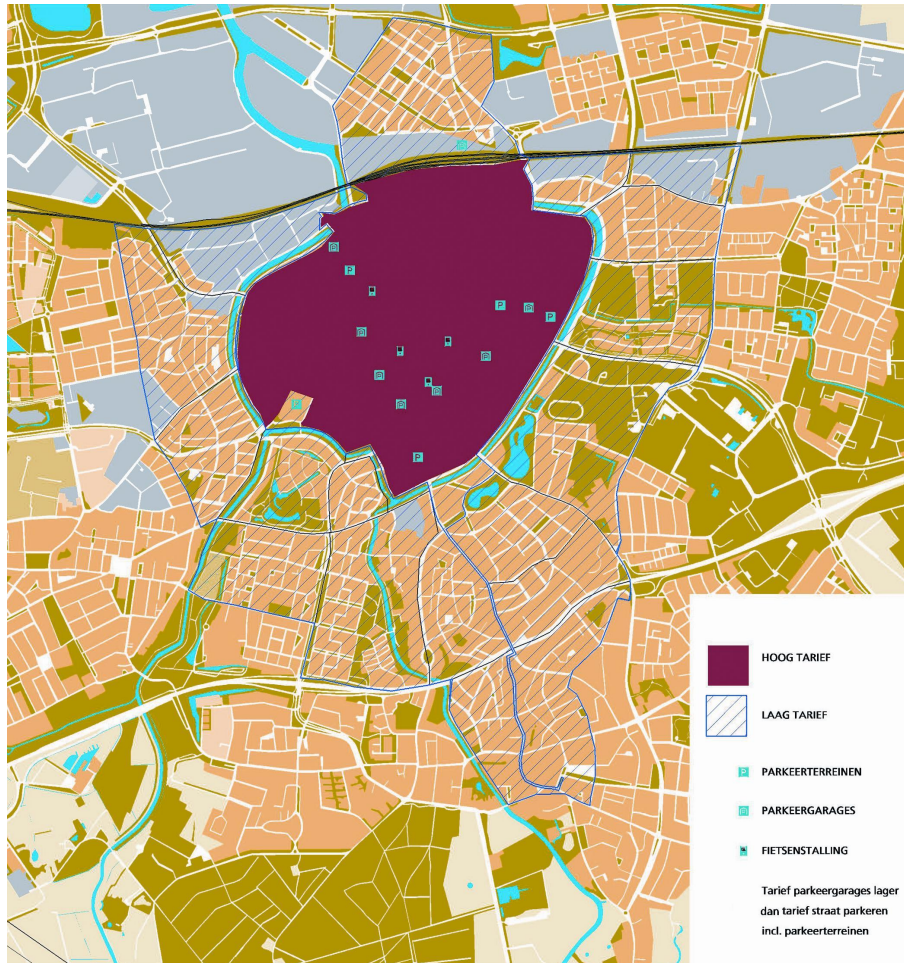 HOOG TARIEF
LAAG TARIEF
P PARKEERTERREINEN
PARKEERGARAGES
FIETSENSTALLING
Tarief parkeergarages lager
dan tarief straat parkeren
incl. parkeerterreinen
P
P
P
P